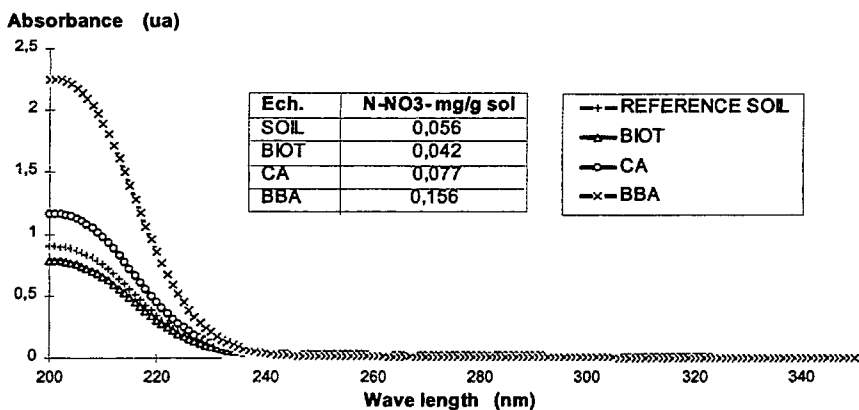 Absorbance (ua)
2,5
2
1,5
1
0,5
0
200 220 240 260 280 300 320 340
Wave length (nm)
Ech. N-NO3- mg/g sol
SOIL 0,056
BIOT 0,042
CA 0,077
BBA 0,156
REFERENCE SOIL
BIOT
CA
BBA